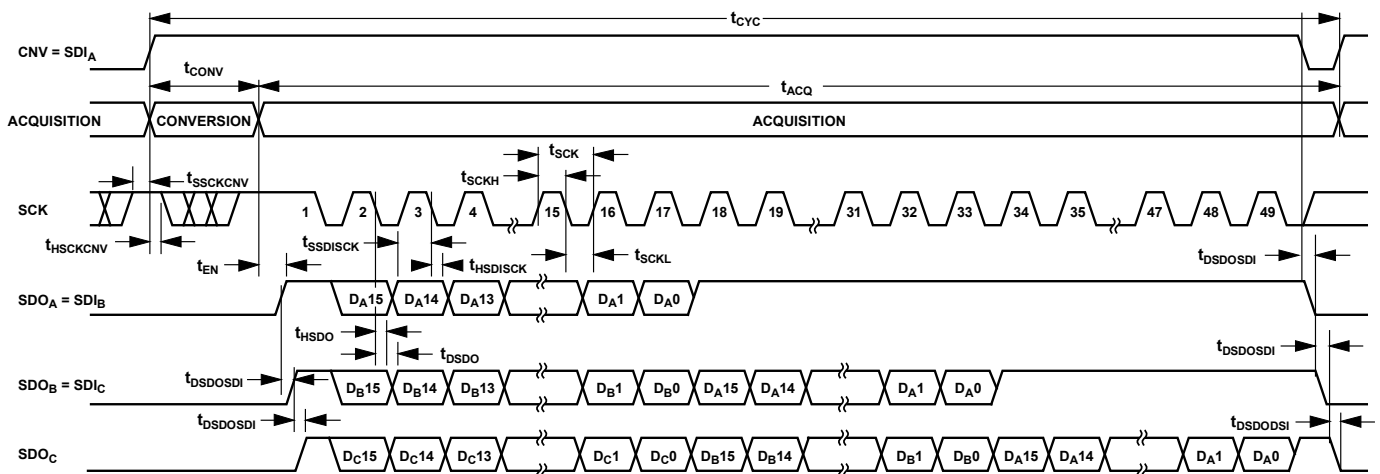 tCYC
CNV = SDIA
tCONV
tACQ
ACQUISITION CONVERSION ACQUISITION
tSCK
tSSCKCNV tSCKH
SCK 1 2 3 4 15 16 17 18 19 31 32 33 34 35 47 48 49
tHSCKCNV tSSDISCK
tEN tHSDISCK tSCKL tDSDOSDI
SDOA = SDIB DA15 DA14 DA13 DA1 DA0
tHSDO
tDSDO tDSDOSDI
tDSDOSDI
SDOB = SDIC DB15 DB14 DB13 DB1 DB0 DA15 DA14 DA1 DA0
tDSDOSDI tDSDODSI
SDOC DC15 DC14 DC13 DC1 DC0 DB15 DB14 DB1 DB0 DA15 DA14 DA1 DA0